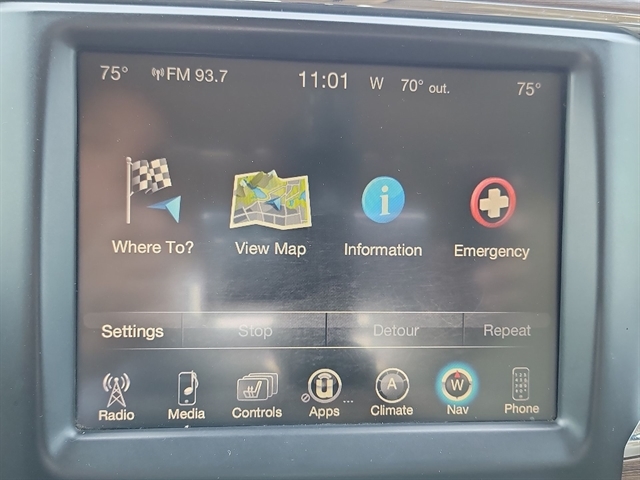 75° FM 93.7 11:01 W 70° out. 75°
Where To? View Map Information Emergency
Settings Stop Detour Repeat
A W
Radio Media Controls Apps ... Climate Nav Phone